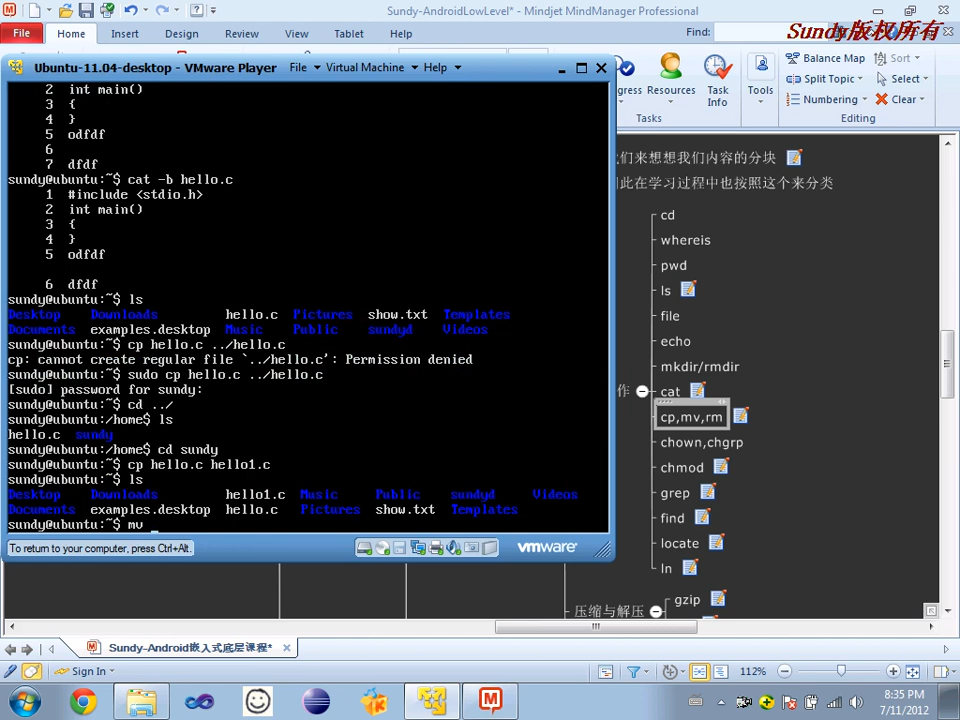 Sundy-AndroidLowLevel* - Mindjet MindManager Professional
File Home Insert Design Review View Tablet Find:
Sundy版权所有
Ubuntu-11.04-desktop - VMware Player File Virtual Machine Help
Balance Map Sort
Split Topic Select
Numbering Clear
Editing
Resources
Task
Info
Tools
Tasks
2 int main()
3 {
4 }
5 odfdf
6
7 dfdf
sundy@ubuntu:~$ cat -b hello.c
1 #include <stdio.h>
2 int main()
3 {
4 }
5 odfdf
6 dfdf
sundy@ubuntu:~$ ls
Desktop Downloads hello.c Pictures show.txt Templates
Documents examples.desktop Music Public sundyd Videos
sundy@ubuntu:~$ cp hello.c ../hello.c
cp: cannot create regular file `../hello.c': Permission denied
sundy@ubuntu:~$ sudo cp hello.c ../hello.c
[sudo] password for sundy:
sundy@ubuntu:~$ cd ../
sundy@ubuntu:/home$ ls
hello.c sundy
sundy@ubuntu:/home$ cd sundy
sundy@ubuntu:~$ cp hello.c hello1.c
sundy@ubuntu:~$ ls
Desktop Downloads hello1.c Music Public sundyd Videos
Documents examples.desktop hello.c Pictures show.txt Templates
sundy@ubuntu:~$ mv _
To return to your computer, press Ctrl+Alt.
vmware
们来想想我们内容的分块
此在学习过程中也按照这个来分类
cd
whereis
pwd
ls
file
echo
mkdir/rmdir
作
cat
cp,mv,rm
chown,chgrp
chmod
grep
find
locate
ln
压缩与解压
gzip
Sundy-Android嵌入式底层课程*
Sign In
112%
8:35 PM
7/11/2012